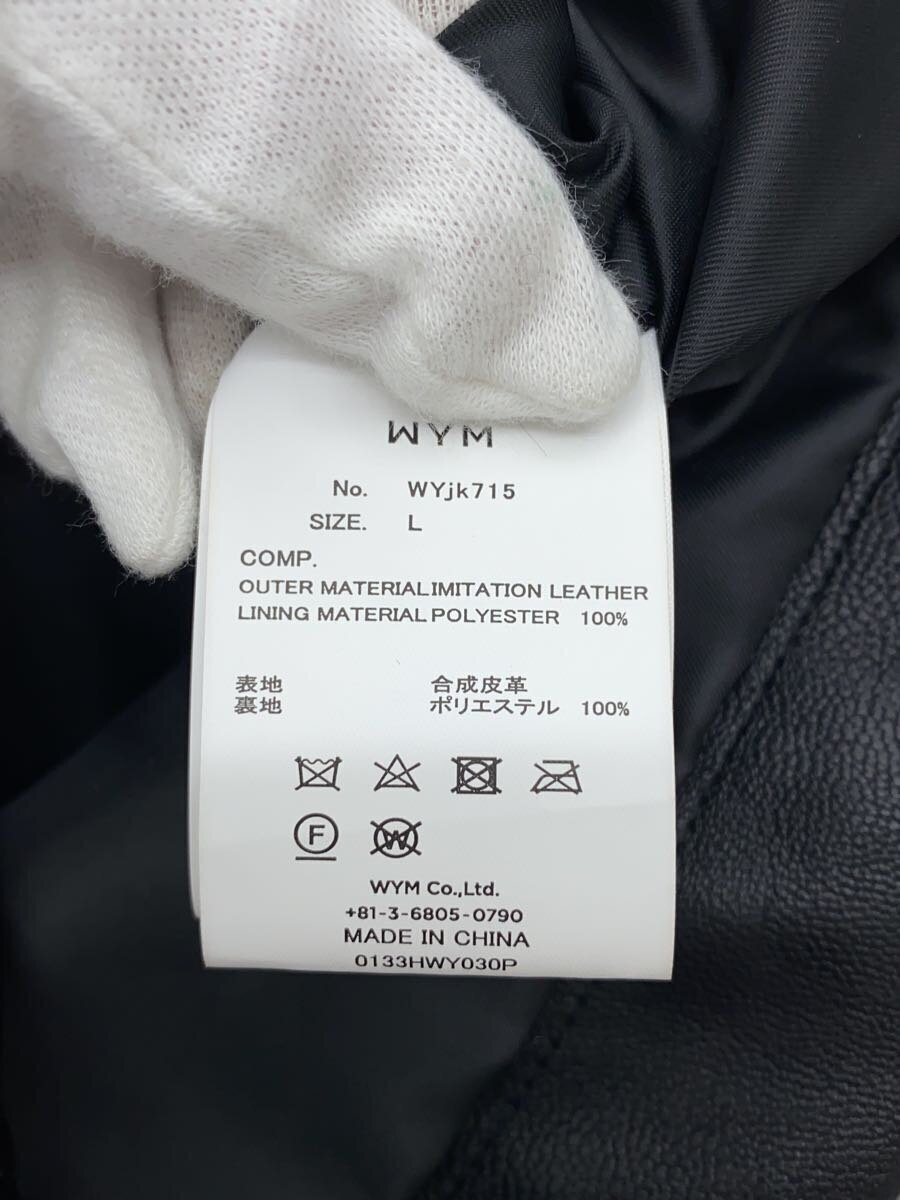 WYM
No. WYjk715
SIZE. L
COMP.
OUTER MATERIAL IMITATION LEATHER
LINING MATERIAL POLYESTER 100%
表地 合成皮革
裏地 ポリエステル 100%
F
W
WYM Co.,Ltd.
+81-3-6805-0790
MADE IN CHINA
0133HWY030P